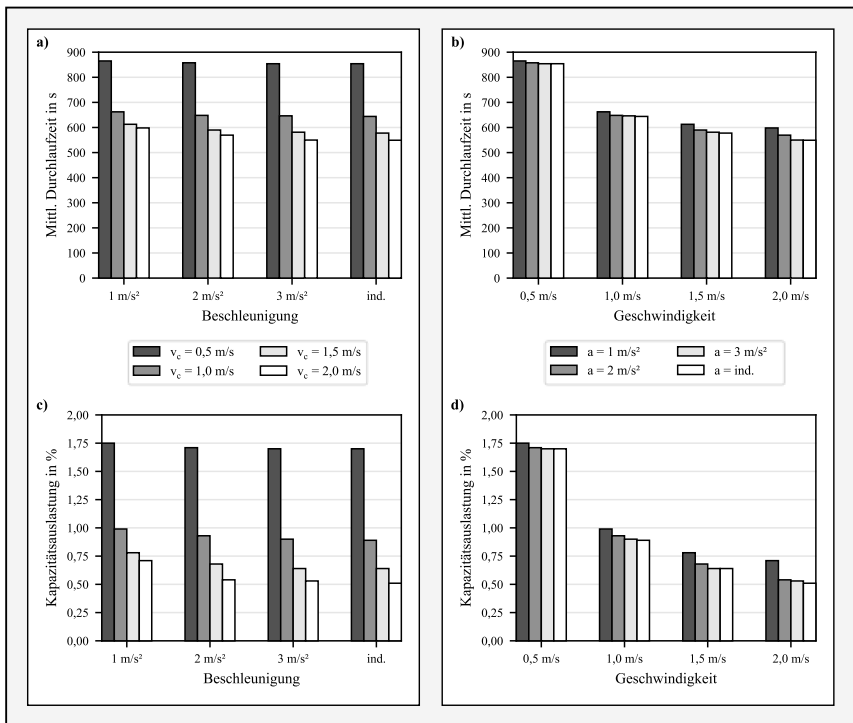 a)
900
800
700
600
500
400
300
200
100
0
Mittl. Durchlaufzeit in s
1 m/s² 2 m/s² 3 m/s² ind.
Beschleunigung
v_c = 0,5 m/s v_c = 1,5 m/s
v_c = 1,0 m/s v_c = 2,0 m/s
b)
900
800
700
600
500
400
300
200
100
0
Mittl. Durchlaufzeit in s
0,5 m/s 1,0 m/s 1,5 m/s 2,0 m/s
Geschwindigkeit
a = 1 m/s² a = 3 m/s²
a = 2 m/s² a = ind.
c)
2,00
1,75
1,50
1,25
1,00
0,75
0,50
0,25
0,00
Kapazitätsauslastung in %
1 m/s² 2 m/s² 3 m/s² ind.
Beschleunigung
d)
2,00
1,75
1,50
1,25
1,00
0,75
0,50
0,25
0,00
Kapazitätsauslastung in %
0,5 m/s 1,0 m/s 1,5 m/s 2,0 m/s
Geschwindigkeit